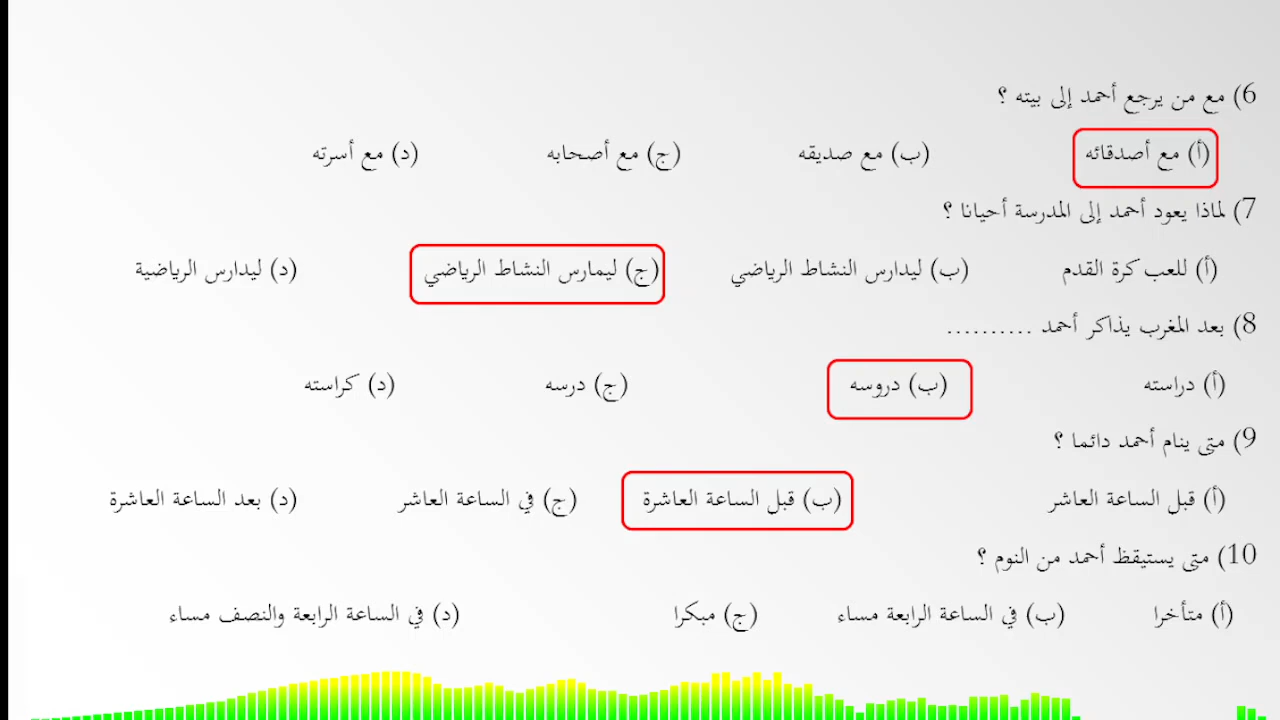 6) مع من يرجع أحمد إلى بيته ؟
(أ) مع أصدقائه (ب) مع صديقه (ج) مع أصحابه (د) مع أسرته
7) لماذا يعود أحمد إلى المدرسة أحيانا ؟
(أ) للعب كرة القدم (ب) ليدارس النشاط الرياضي (ج) ليمارس النشاط الرياضي (د) ليدارس الرياضية
8) بعد المغرب يذاكر أحمد ..........
(أ) دراسته (ب) دروسه (ج) درسه (د) كراسته
9) متى ينام أحمد دائما ؟
(أ) قبل الساعة العاشر (ب) قبل الساعة العاشرة (ج) في الساعة العاشر (د) بعد الساعة العاشرة
10) متى يستيقظ أحمد من النوم ؟
(أ) متأخرا (ب) في الساعة الرابعة مساء (ج) مبكرا (د) في الساعة الرابعة والنصف مساء